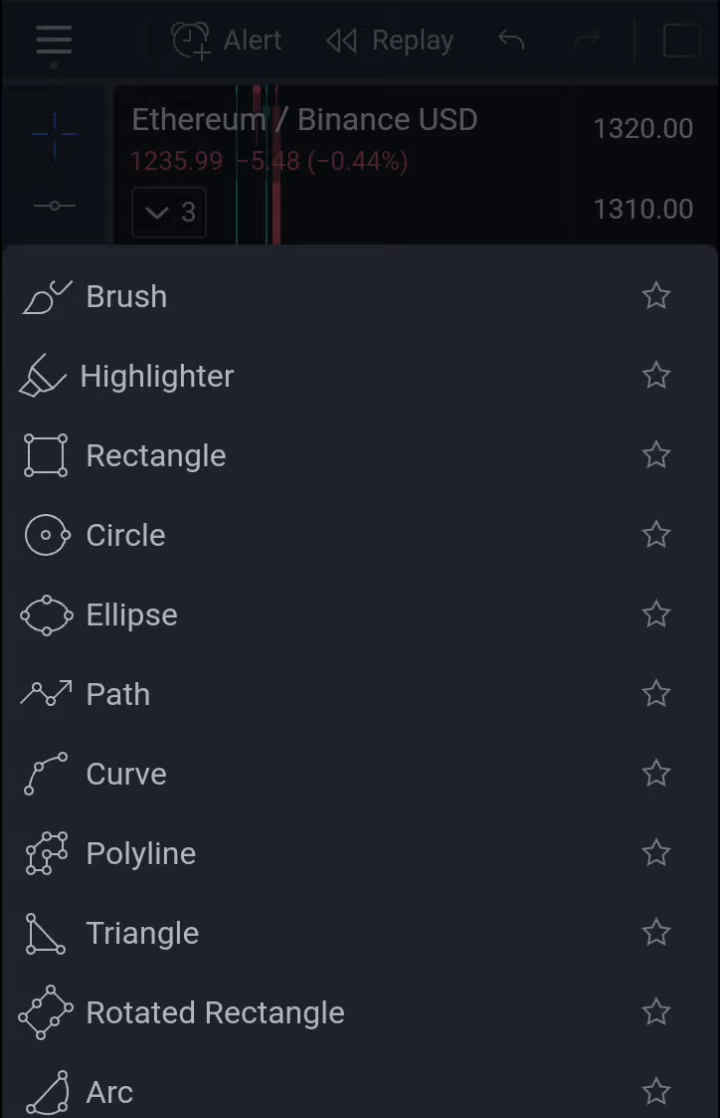 Alert Replay
Ethereum / Binance USD
1320.00
1235.99 −5.48 (−0.44%)
3
1310.00
Brush
Highlighter
Rectangle
Circle
Ellipse
Path
Curve
Polyline
Triangle
Rotated Rectangle
Arc